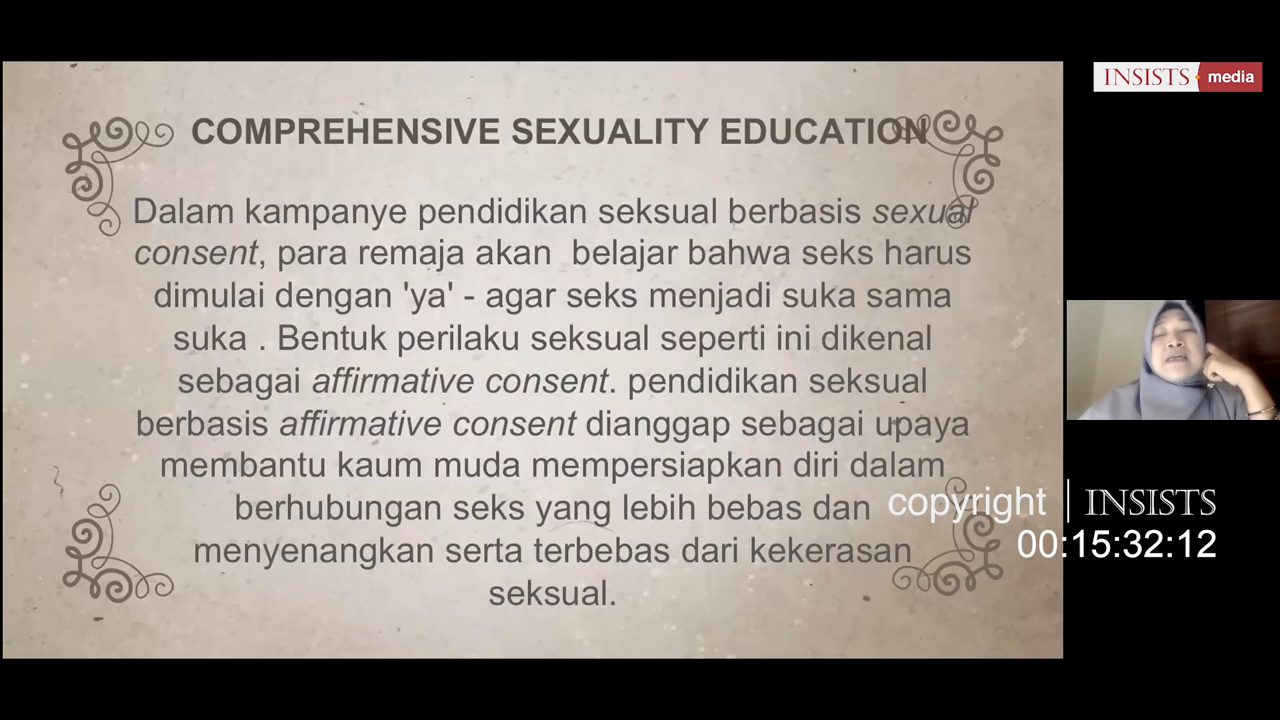 INSISTS media
COMPREHENSIVE SEXUALITY EDUCATION
Dalam kampanye pendidikan seksual berbasis sexual
consent, para remaja akan  belajar bahwa seks harus
dimulai dengan 'ya' - agar seks menjadi suka sama
suka . Bentuk perilaku seksual seperti ini dikenal
sebagai affirmative consent. pendidikan seksual
berbasis affirmative consent dianggap sebagai upaya
membantu kaum muda mempersiapkan diri dalam
berhubungan seks yang lebih bebas dan
menyenangkan serta terbebas dari kekerasan
seksual.
copyright | INSISTS
00:15:32:12